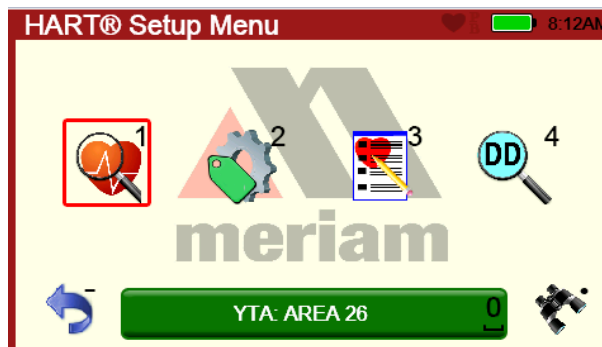 HART® Setup Menu
8:12AM
1
2
3
DD 4
meriam
-
YTA: AREA 26 0
.